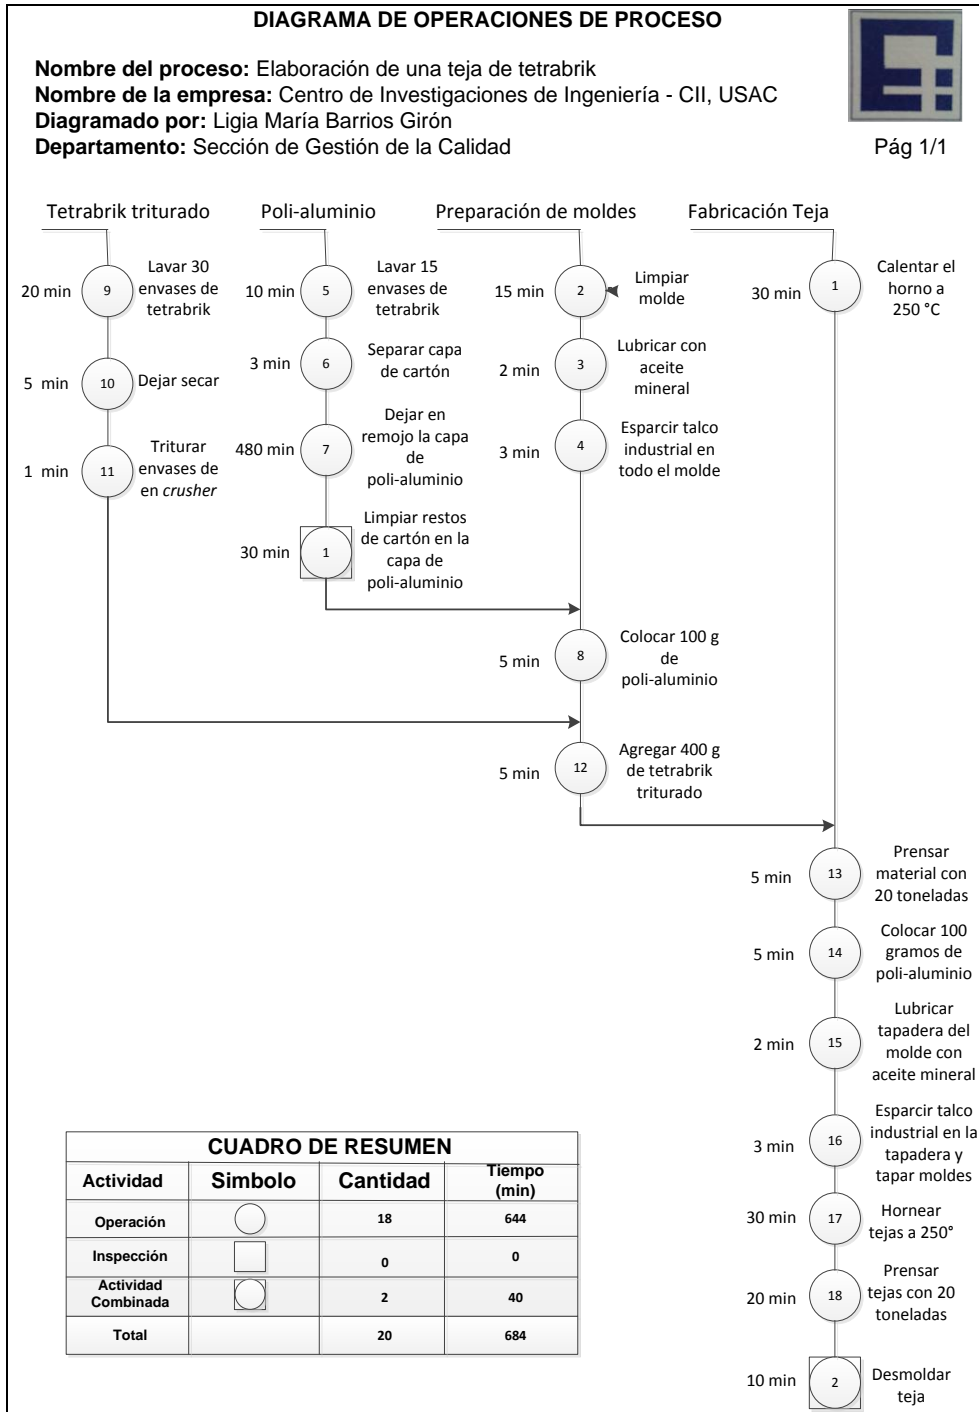 DIAGRAMA DE OPERACIONES DE PROCESO
Nombre del proceso: Elaboración de una teja de tetrabrik
Nombre de la empresa: Centro de Investigaciones de Ingeniería - CII, USAC
Diagramado por: Ligia María Barrios Girón
Departamento: Sección de Gestión de la Calidad
Pág 1/1
Tetrabrik triturado
20 min
9
Lavar 30
envases de
tetrabrik
5 min
10
Dejar secar
1 min
11
Triturar
envases de
en crusher
Poli-aluminio
10 min
5
Lavar 15
envases de
tetrabrik
3 min
6
Separar capa
de cartón
480 min
7
Dejar en
remojo la capa
de
poli-aluminio
30 min
1
Limpiar restos
de cartón en la
capa de
poli-aluminio
Preparación de moldes
15 min
2
Limpiar
molde
2 min
3
Lubricar con
aceite
mineral
3 min
4
Esparcir talco
industrial en
todo el molde
5 min
8
Colocar 100 g
de
poli-aluminio
5 min
12
Agregar 400 g
de tetrabrik
triturado
Fabricación Teja
30 min
1
Calentar el
horno a
250 °C
5 min
13
Prensar
material con
20 toneladas
5 min
14
Colocar 100
gramos de
poli-aluminio
2 min
15
Lubricar
tapadera del
molde con
aceite mineral
3 min
16
Esparcir talco
industrial en la
tapadera y
tapar moldes
30 min
17
Hornear
tejas a 250°
20 min
18
Prensar
tejas con 20
toneladas
10 min
2
Desmoldar
teja
CUADRO DE RESUMEN
Actividad Simbolo Cantidad Tiempo
(min)
Operación 18 644
Inspección 0 0
Actividad
Combinada 2 40
Total 20 684